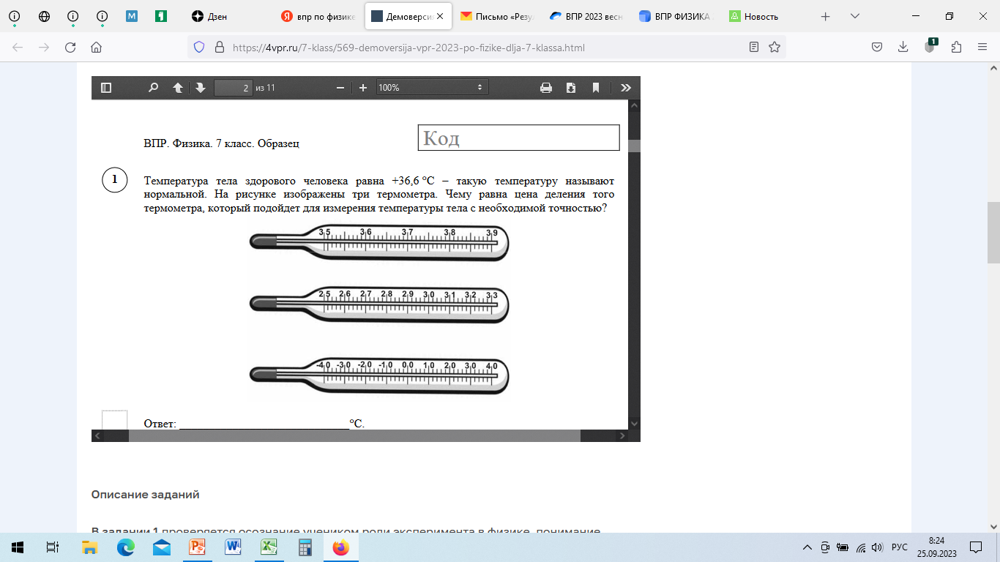 Дзен
впр по физике
Демоверсия
Письмо «Резу
ВПР 2023 весн
ВПР ФИЗИКА
Новость
https://4vpr.ru/7-klass/569-demoversija-vpr-2023-po-fizike-dlja-7-klassa.html
1
2 из 11
100%
ВПР. Физика. 7 класс. Образец
Код
1
Температура тела здорового человека равна +36,6 °С – такую температуру называют
нормальной. На рисунке изображены три термометра. Чему равна цена деления того
термометра, который подойдет для измерения температуры тела с необходимой точностью?
35 36 37 38 39
25 26 27 28 29 30 31 32 33
-40 -30 -20 -10 00 10 20 30 40
Ответ: ______________________________°С.
Описание заданий
В задании 1 проверяется осознание учеником роли эксперимента в физике, понимание
РУС
8:24
25.09.2023